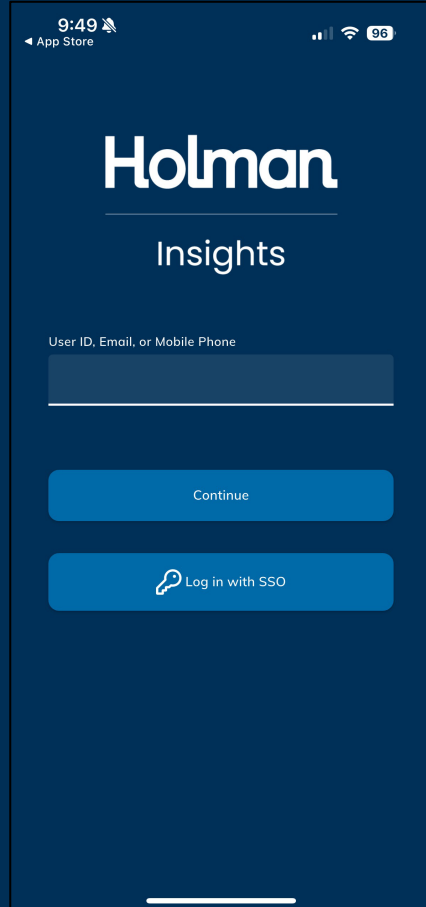 9:49
◀ App Store
96
Holman
Insights
User ID, Email, or Mobile Phone
Continue
Log in with SSO